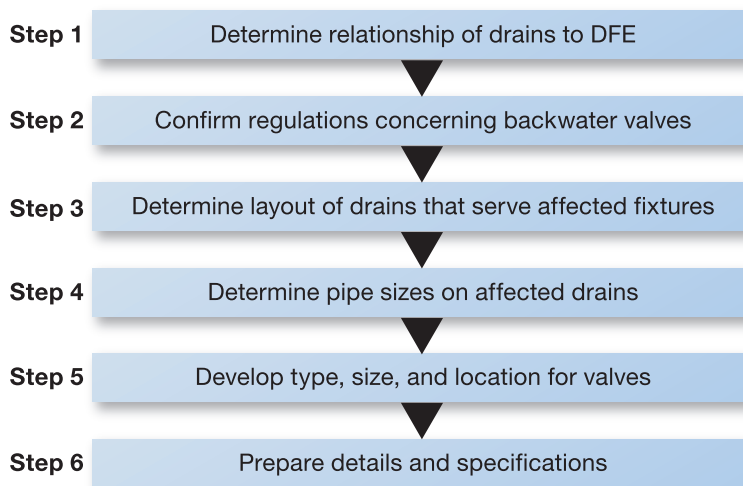 Step 1 Determine relationship of drains to DFE
Step 2 Confirm regulations concerning backwater valves
Step 3 Determine layout of drains that serve affected fixtures
Step 4 Determine pipe sizes on affected drains
Step 5 Develop type, size, and location for valves
Step 6 Prepare details and specifications